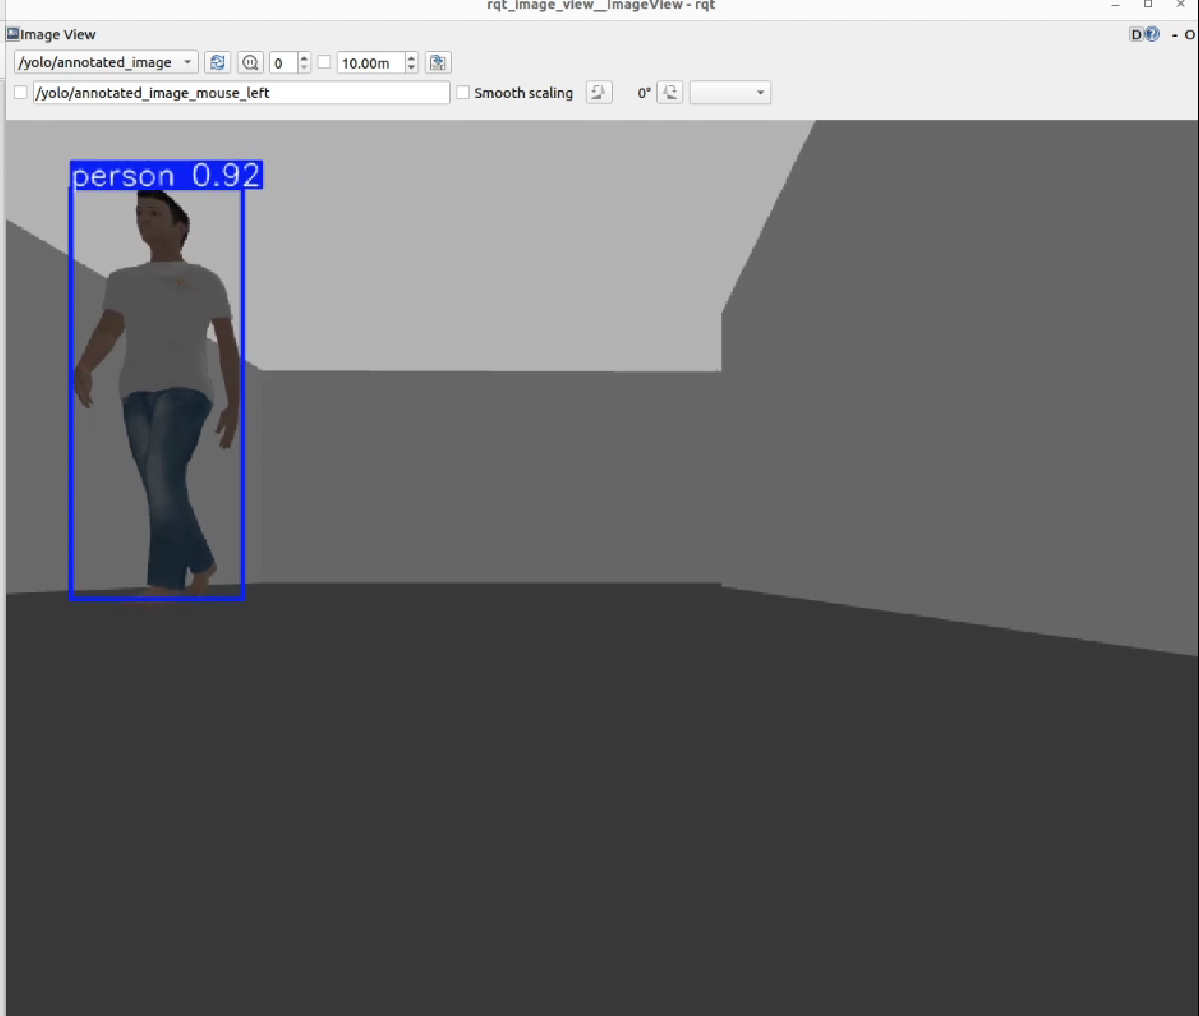 rqt_image_view__ImageView - rqt
Image View
D
- O
/yolo/annotated_image
0
10.00m
/yolo/annotated_image_mouse_left
Smooth scaling
0°
person 0.92